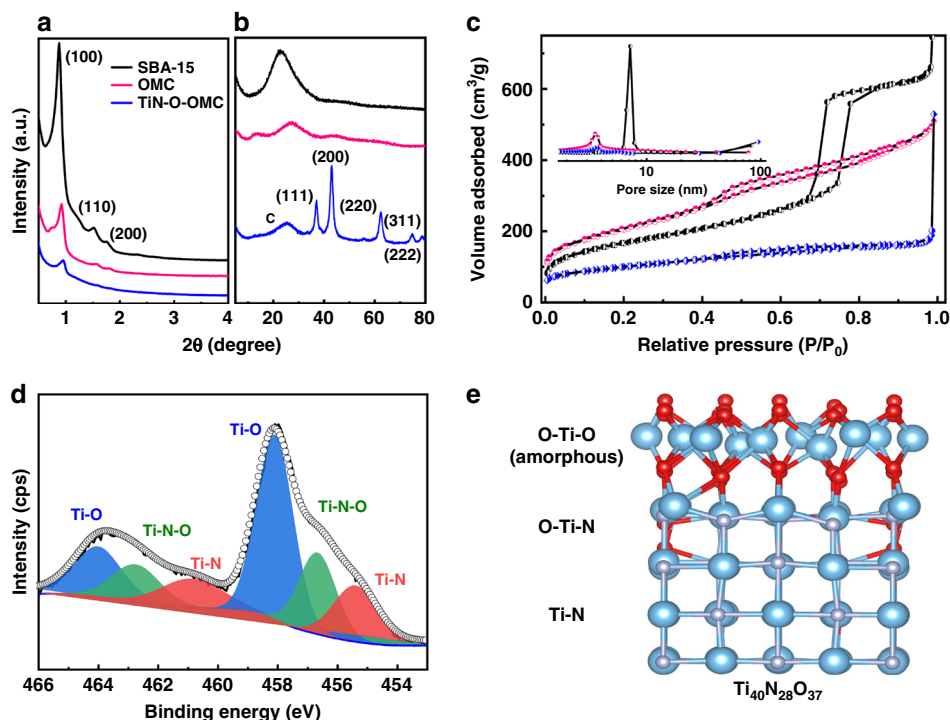 a
Intensity (a.u.)
(100)
SBA-15
OMC
TiN-O-OMC
(110)
(200)
1 2 3 4
b
(200)
(111)
(220)
(311)
C
(222)
20 40 60 80
2θ (degree)
c
Volume adsorbed (cm³/g)
600
400
200
0
10 100
Pore size (nm)
0.0 0.2 0.4 0.6 0.8 1.0
Relative pressure (P/P₀)
d
Intensity (cps)
Ti-O
Ti-O
Ti-N-O
Ti-N-O
Ti-N
Ti-N
466 464 462 460 458 456 454
Binding energy (eV)
e
O-Ti-O
(amorphous)
O-Ti-N
Ti-N
Ti₄₀N₂₈O₃₇